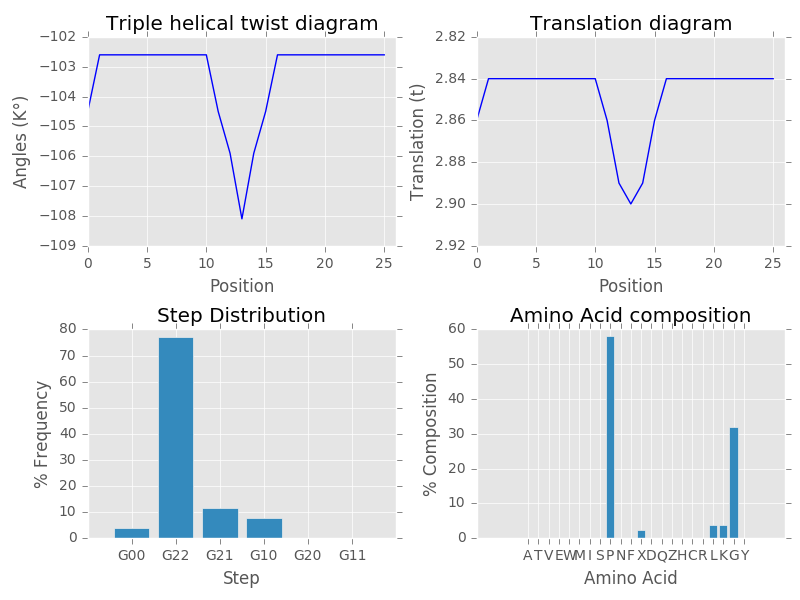 Triple helical twist diagram
−102
−103
−104
−105
−106
−107
−108
−109
Angles (K°)
0 5 10 15 20 25
Position
Translation diagram
2.82
2.84
2.86
2.88
2.90
2.92
Translation (t)
0 5 10 15 20 25
Position
Step Distribution
80
70
60
50
40
30
20
10
0
% Frequency
G00 G22 G21 G10 G20 G11
Step
Amino Acid composition
60
50
40
30
20
10
0
% Composition
A T V E W M I S P N F X D Q Z H C R L K G Y
Amino Acid